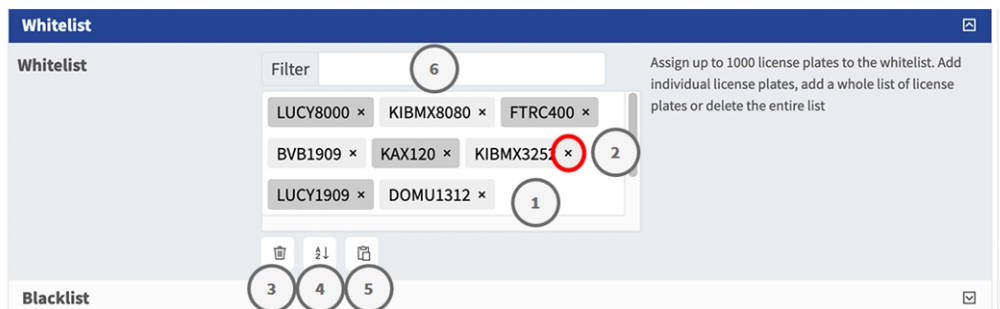 Whitelist
Whitelist
Filter
6
Assign up to 1000 license plates to the whitelist. Add
individual license plates, add a whole list of license
plates or delete the entire list
LUCY8000 × KIBMX8080 × FTRC400 ×
BVB1909 × KAX120 × KIBMX3252 × 2
LUCY1909 × DOMU1312 × 1
A Z
3 4 5
Blacklist